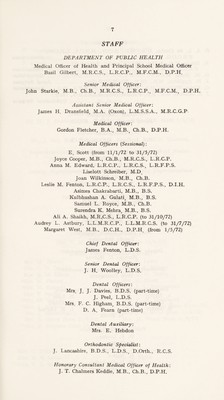 7
STAFF
DEPARTMENT OF PUBLIC HEALTH
Medical Officer of Health and Principal School Medical Officer
Basil Gilbert, M.R.C.S., L.R.C.P., M.F.C.M., D.P.H.
Senior Medical Officer:
John Starkie, M.B., Ch.B., M.R.C.S., L.R.C.P., M.F.C.M., D.P.H.
Assistant Senior Medical Officer:
James H. Dransfield, M.A. (Oxon), L.M.S.S.A., M.R.C.G.P
Medical Officer:
Gordon Fletcher, B.A., M.B., Ch.B., D.P.H.
Medical Officers (Sessional):
E. Scott (from 11/1/72 to 31/5/72)
Joyce Cooper, M.B., Ch.B., M.R.C.S., L.R.C.P.
Anna M. Edward, L.R.C.P., L.R.C.S., L.R.F.P.S.
Liselott Schreiber, M.D.
Joan Wilkinson, M.B., Ch.B.
Leslie M. Fenton, L.R.C.P., L.R.C.S., L.R.F.P.S., D.I.H.
Asimea Chakrabarti, M.B., B.S.
Kulbhushan A. Gulati, M.B., B.S.
Samuel L. Royce, M.B., Ch.B.
Surendra K. Mehra, M.B., B.S.
Ali A. Shaikh, M.R.C.S., L.R.C.P. (to 31/10/72)
Audrey L. Anthony, L.L.M.R.C.P., L.L.M.R.C.S. (to 31/7/72)
Margaret West, M.B., D.C.H., D.P.H. (from 1/5/72)
Chief Dental Officer:
James Fenton, L.D.S.
Senior Dental Officer:
J. H. Woolley, L.D.S.
Dental Officers:
Mrs. J. J. Davies, B.D.S. (part-time)
J. Peel, L.D.S.
Mrs. F. C. Higham, B.D.S. (part-time)
D. A. Fearn (part-time)
Dental Auxiliary:
Mrs. E. Hebdon
Orthodontic Specialist:
J. Lancashire, B.D.S., L.D.S., D.Orth., R.C.S.
Honorary Consultant Medical Officer of Health:
J. T. Chalmers Keddie, M.B., Ch.B., D.P.H.